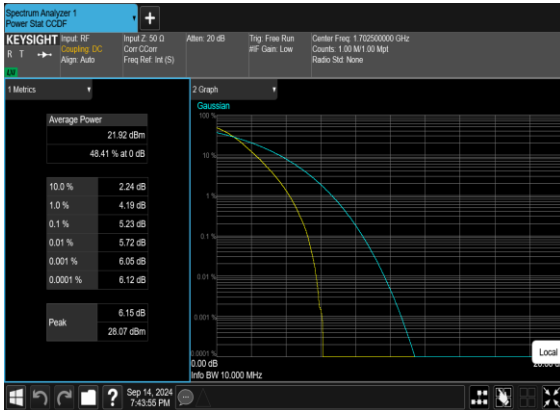 Spectrum Analyzer 1
Power Stat CCDF
KEYSIGHT
R T
LXI
Input: RF
Coupling: DC
Align: Auto
Input Z: 50 Ω
Corr CCorr
Freq Ref: Int (S)
Atten: 20 dB
Trig: Free Run
#IF Gain: Low
Center Freq: 1.702500000 GHz
Counts: 1.00 M/1.00 Mpt
Radio Std: None
1 Metrics
Average Power
21.92 dBm
48.41 % at 0 dB
10.0 % 2.24 dB
1.0 % 4.19 dB
0.1 % 5.23 dB
0.01 % 5.72 dB
0.001 % 6.05 dB
0.0001 % 6.12 dB
Peak
6.15 dB
28.07 dBm
2 Graph
Gaussian
100 %
10 %
1 %
0.1 %
0.01 %
0.001 %
0.0001 %
0.00 dB
Info BW 10.000 MHz
Local
Sep 14, 2024
7:43:55 PM